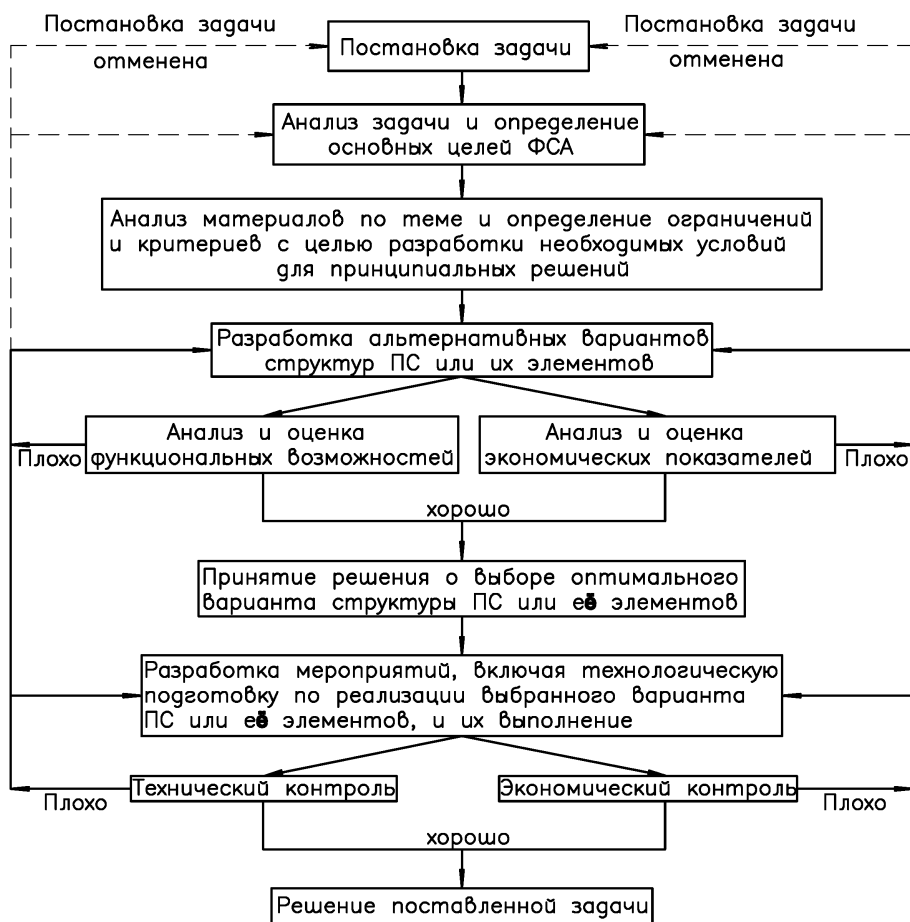 Постановка задачи
отменена
Постановка задачи
Постановка задачи
отменена
Анализ задачи и определение
основных целей ФСА
Анализ материалов по теме и определение ограничений
и критериев с целью разработки необходимых условий
для принципиальных решений
Разработка альтернативных вариантов
структур ПС или их элементов
Анализ и оценка
функциональных возможностей
Анализ и оценка
экономических показателей
Плохо
Плохо
хорошо
Принятие решения о выборе оптимального
варианта структуры ПС или её элементов
Разработка мероприятий, включая технологическую
подготовку по реализации выбранного варианта
ПС или её элементов, и их выполнение
Технический контроль
Экономический контроль
Плохо
Плохо
хорошо
Решение поставленной задачи